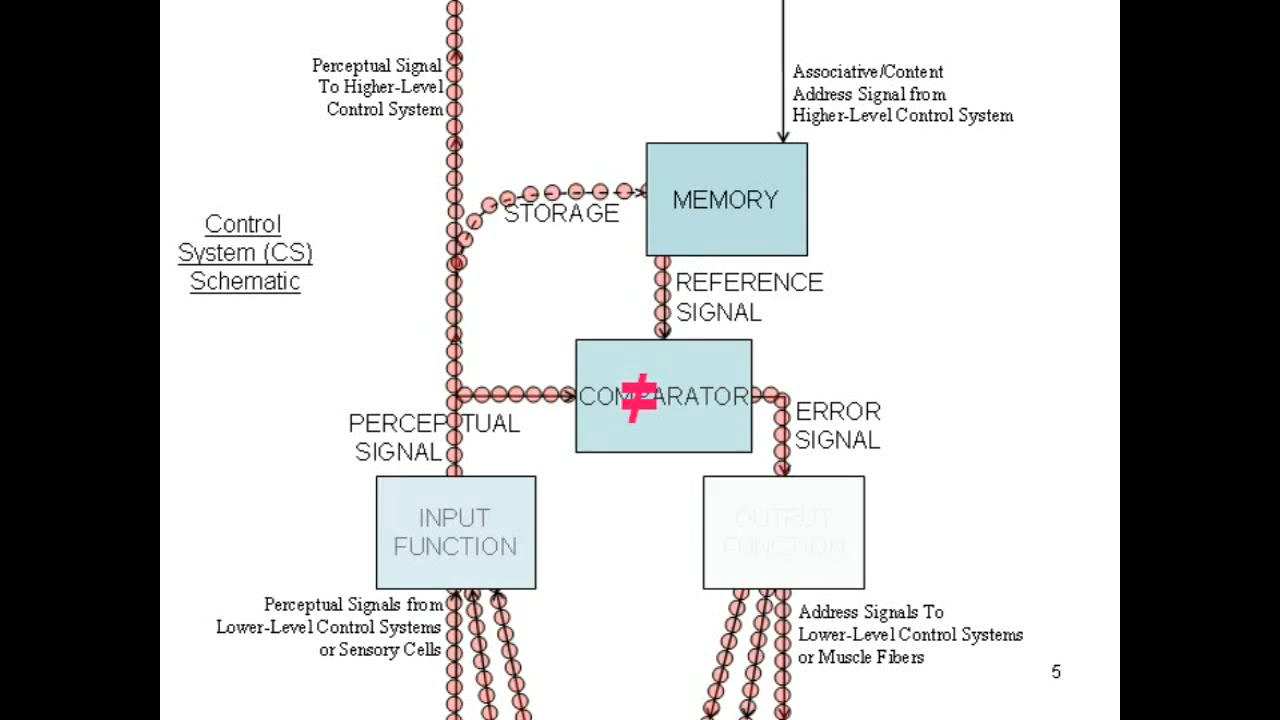 Perceptual Signal
To Higher-Level
Control System
Associative/Content
Address Signal from
Higher-Level Control System
MEMORY
STORAGE
Control
System (CS)
Schematic
REFERENCE
SIGNAL
COMPARATOR
≠
PERCEPTUAL
SIGNAL
ERROR
SIGNAL
INPUT
FUNCTION
OUTPUT
FUNCTION
Perceptual Signals from
Lower-Level Control Systems
or Sensory Cells
Address Signals To
Lower-Level Control Systems
or Muscle Fibers
5